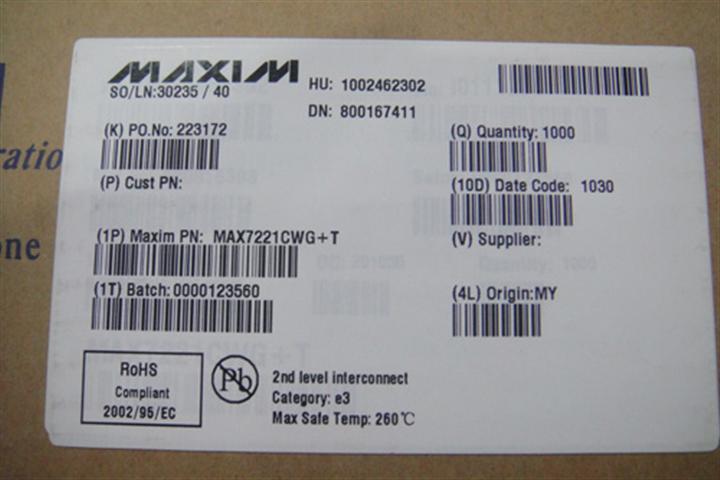 MAXIM
SO/LN:30235 / 40
HU: 1002462302
DN: 800167411
(K) PO.No: 223172
(Q) Quantity: 1000
(P) Cust PN:
(10D) Date Code: 1030
(1P) Maxim PN: MAX7221CWG+T
(V) Supplier:
(1T) Batch:0000123560
(4L) Origin:MY
MAX7221CWG+T
RoHS
Compliant
2002/95/EC
Pb
2nd level interconnect
Category: e3
Max Safe Temp: 260℃